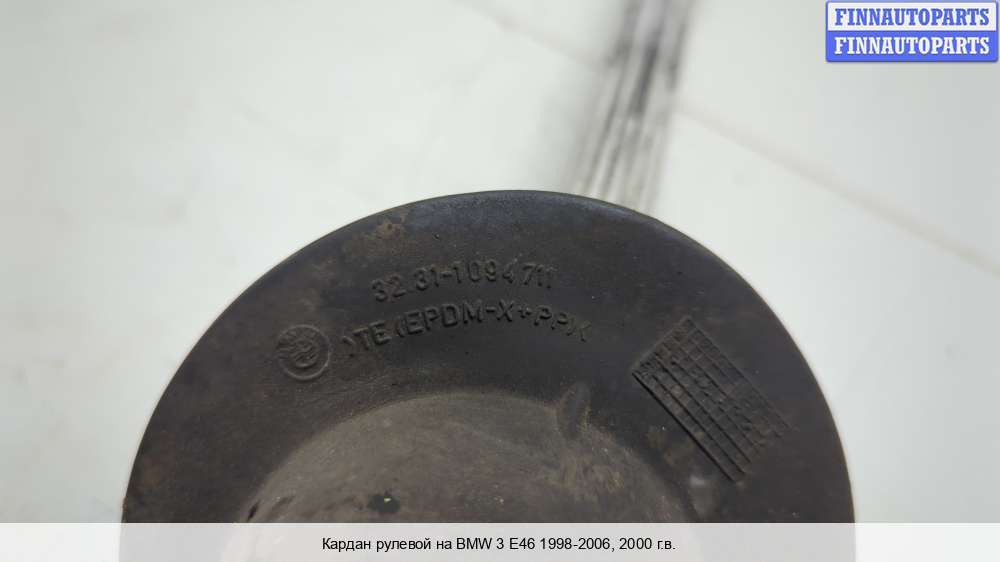 FINNAUTOPARTS
FINNAUTOPARTS
32.31-1094711
>TE(EPDM-X+PP)<
Кардан рулевой на BMW 3 E46 1998-2006, 2000 г.в.